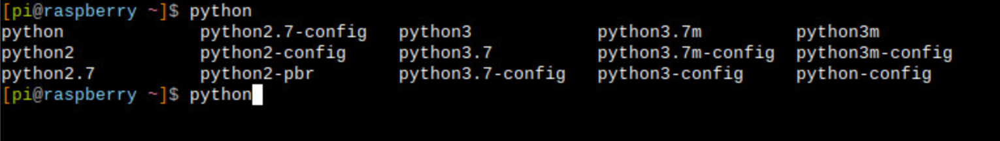 [pi@raspberry ~]$ python
python python2.7-config python3 python3.7m python3m
python2 python2-config python3.7 python3.7m-config python3m-config
python2.7 python2-pbr python3.7-config python3-config python-config
[pi@raspberry ~]$ python